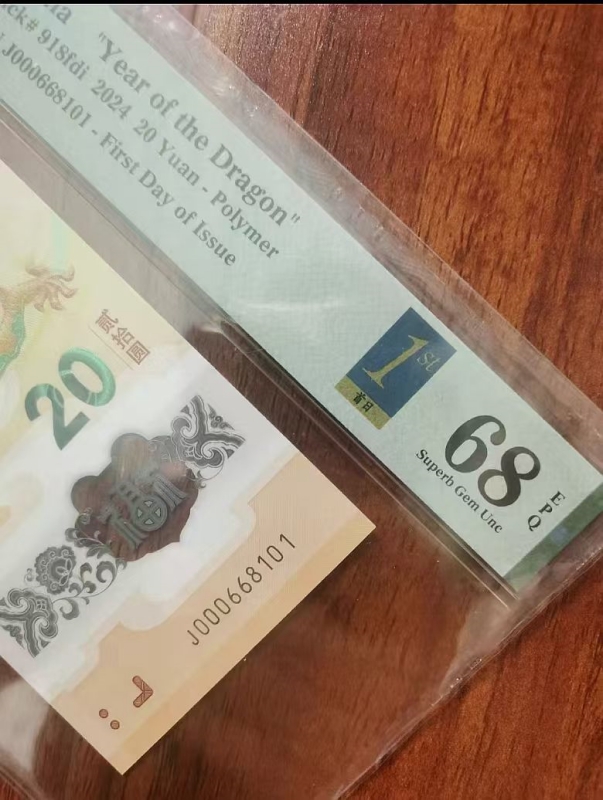 918fdi 2024 20 Yuan - Polymer
"Year of the Dragon"
J000668101 - First Day of Issue
1st
首日
68
EPQ
Superb Gem Unc
贰拾圆
20
福
J000668101